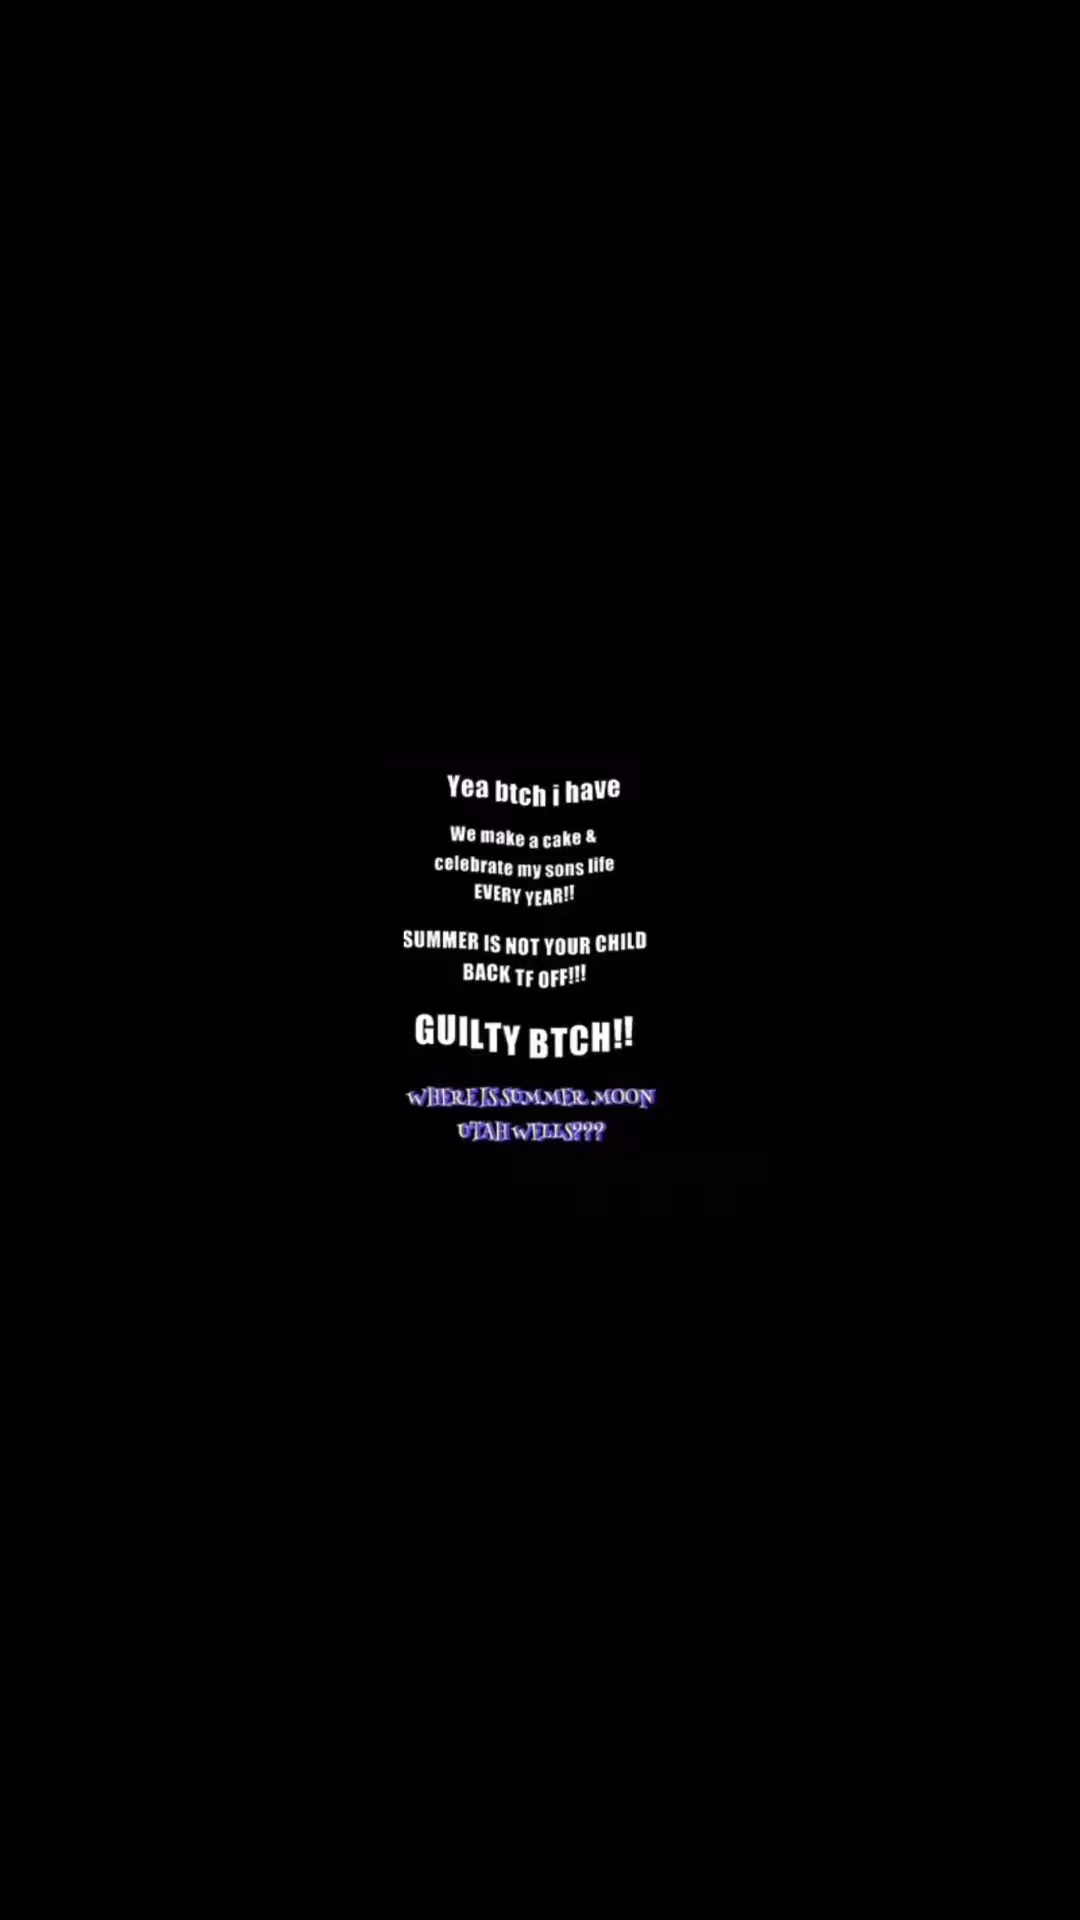 Yea btch i have
We make a cake &
celebrate my sons life
EVERY YEAR!!
SUMMER IS NOT YOUR CHILD
BACK TF OFF!!!
GUILTY BTCH!!
WHERE IS SUMMER MOON
UTAH WELLS???